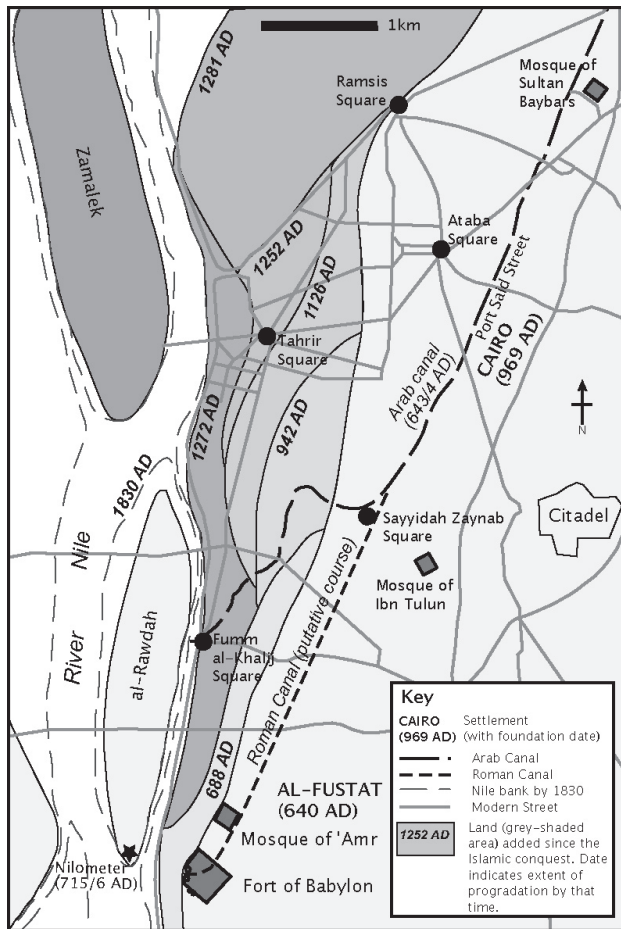 1km
1281 AD
Ramsis
Square
Mosque of
Sultan
Baybars
Zamalek
Ataba
Square
1252 AD
1126 AD
Port Said Street
CAIRO
(969 AD)
Tahrir
Square
Arab canal
(643/4 AD)
N
1272 AD
942 AD
1830 AD
Sayyidah Zaynab
Square
Citadel
Mosque of
Ibn Tulun
River Nile
al-Rawdah
Fumm
al-Khalij
Square
Roman Canal (putative course)
688 AD
AL-FUSTAT
(640 AD)
Mosque of 'Amr
Nilometer
(715/6 AD)
Fort of Babylon
Key
CAIRO Settlement
(969 AD) (with foundation date)
Arab Canal
Roman Canal
Nile bank by 1830
Modern Street
1252 AD
Land (grey-shaded
area) added since the
Islamic conquest. Date
indicates extent of
progradation by that
time.